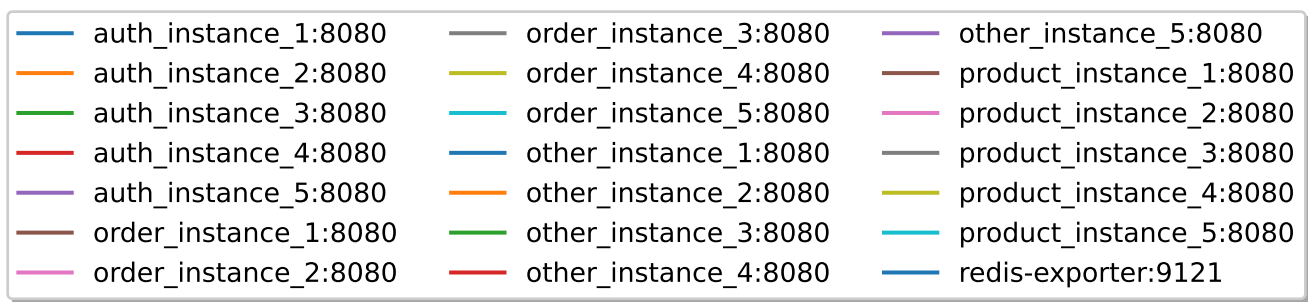 auth_instance_1:8080
auth_instance_2:8080
auth_instance_3:8080
auth_instance_4:8080
auth_instance_5:8080
order_instance_1:8080
order_instance_2:8080
order_instance_3:8080
order_instance_4:8080
order_instance_5:8080
other_instance_1:8080
other_instance_2:8080
other_instance_3:8080
other_instance_4:8080
other_instance_5:8080
product_instance_1:8080
product_instance_2:8080
product_instance_3:8080
product_instance_4:8080
product_instance_5:8080
redis-exporter:9121